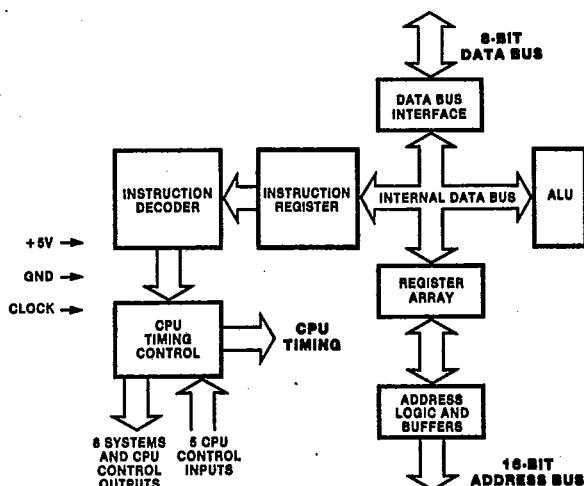 8-BIT
DATA BUS
DATA BUS
INTERFACE
INSTRUCTION
DECODER
INSTRUCTION
REGISTER
INTERNAL DATA BUS
ALU
+5V
GND
CLOCK
REGISTER
ARRAY
CPU
TIMING
CONTROL
CPU
TIMING
ADDRESS
LOGIC AND
BUFFERS
8 SYSTEMS
AND CPU
CONTROL
OUTPUTS
5 CPU
CONTROL
INPUTS
16-BIT
ADDRESS BUS